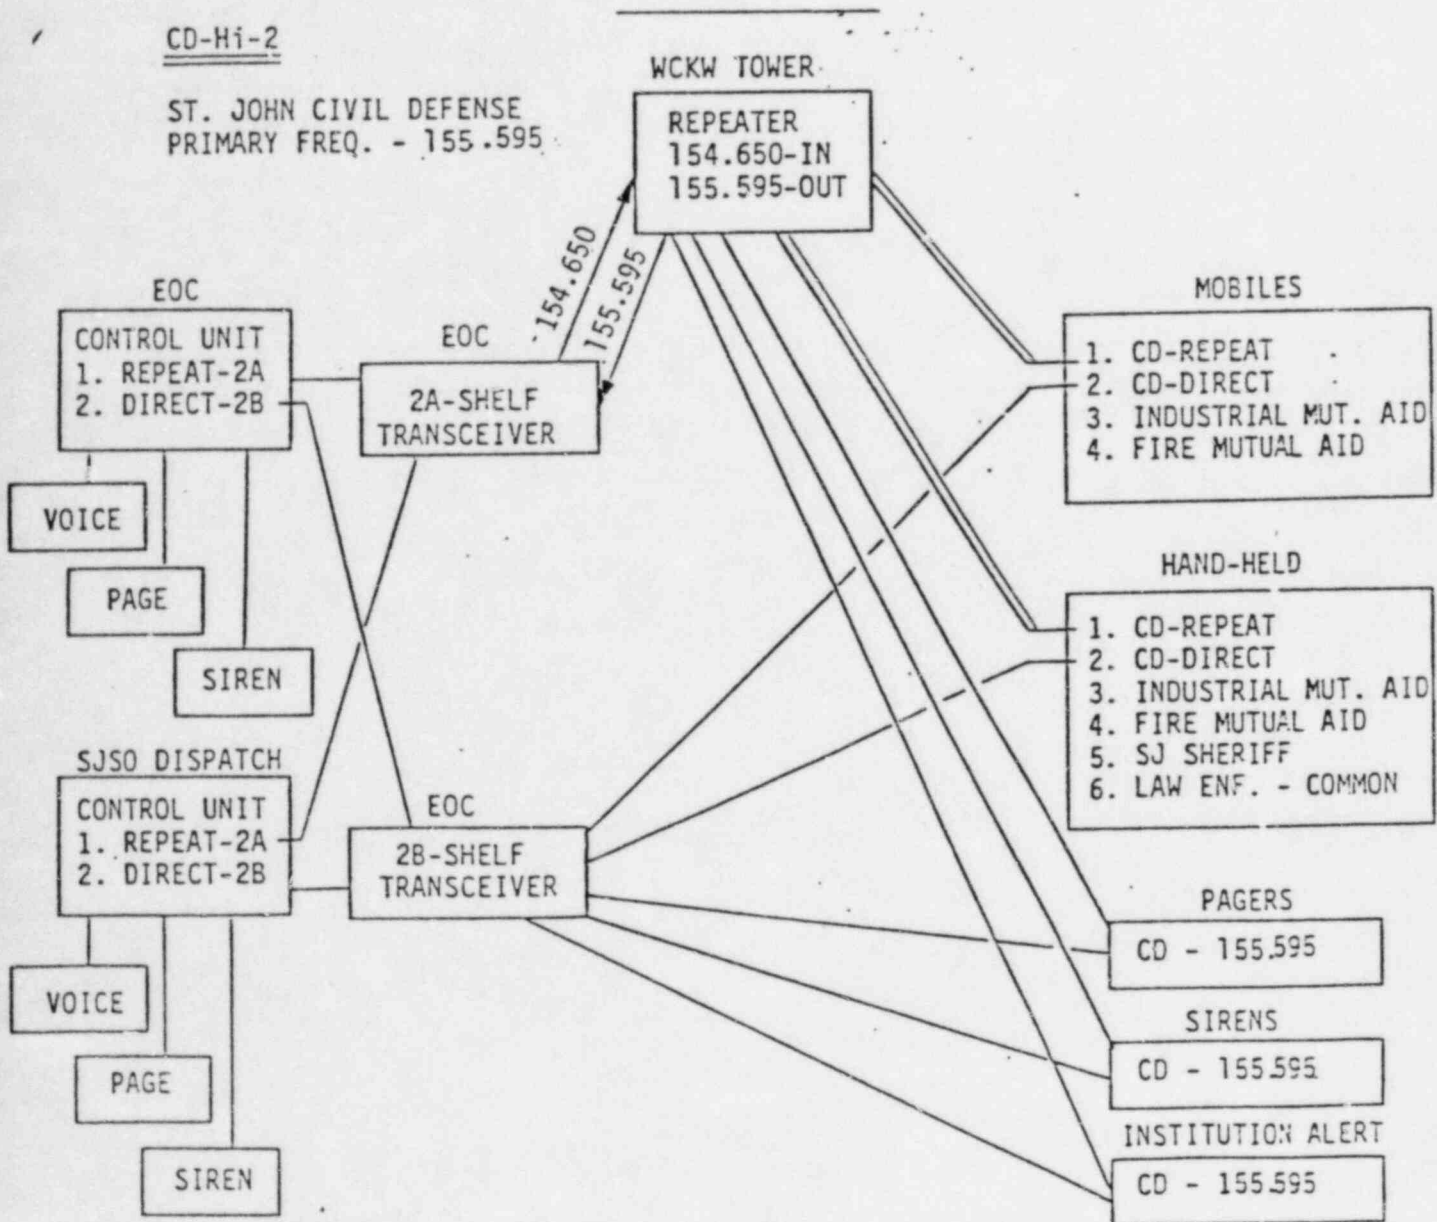 CD-Hi-2
ST. JOHN CIVIL DEFENSE
PRIMARY FREQ. - 155.595
WCKW TOWER
REPEATER
154.650-IN
155.595-OUT
154.650
155.595
EOC
CONTROL UNIT
1. REPEAT-2A
2. DIRECT-2B
VOICE
PAGE
SIREN
EOC
2A-SHELF
TRANSCEIVER
MOBILES
1. CD-REPEAT
2. CD-DIRECT
3. INDUSTRIAL MUT. AID
4. FIRE MUTUAL AID
HAND-HELD
1. CD-REPEAT
2. CD-DIRECT
3. INDUSTRIAL MUT. AID
4. FIRE MUTUAL AID
5. SJ SHERIFF
6. LAW ENF. - COMMON
SJSO DISPATCH
CONTROL UNIT
1. REPEAT-2A
2. DIRECT-2B
VOICE
PAGE
SIREN
EOC
2B-SHELF
TRANSCEIVER
PAGERS
CD - 155.595
SIRENS
CD - 155.595
INSTITUTION ALERT
CD - 155.595